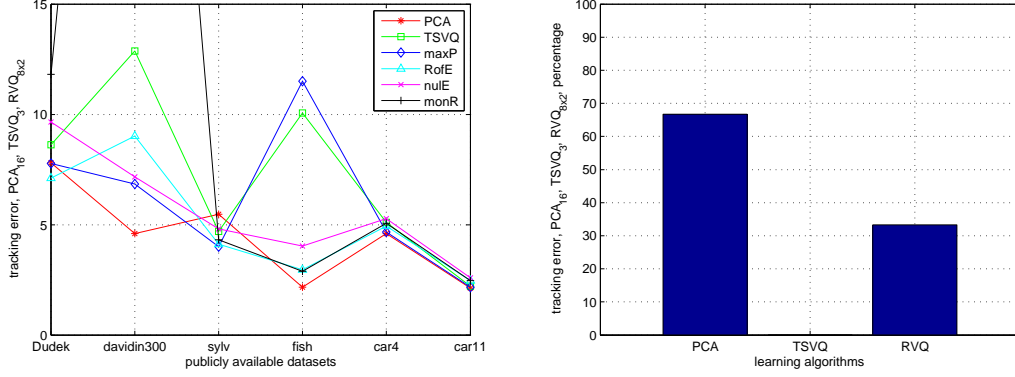 15
10
5
0
tracking error, PCA16, TSVQ3, RVQ8x2
PCA
TSVQ
maxP
RofE
nulE
monR
Dudek davidin300 sylv fish car4 car11
publicly available datasets
100
90
80
70
60
50
40
30
20
10
0
tracking error, PCA16, TSVQ3, RVQ8x2, percentage
PCA TSVQ RVQ
learning algorithms